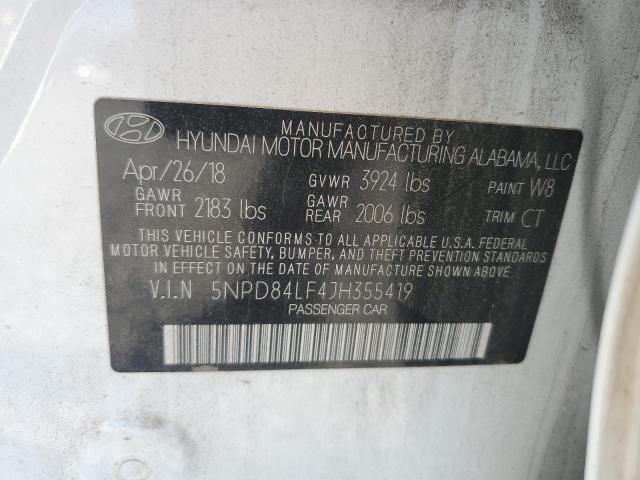 MANUFACTURED BY
HYUNDAI MOTOR MANUFACTURING ALABAMA, LLC
Apr/26/18 GVWR 3924 lbs PAINT W8
GAWR FRONT 2183 lbs GAWR REAR 2006 lbs TRIM CT
THIS VEHICLE CONFORMS TO ALL APPLICABLE U.S.A. FEDERAL
MOTOR VEHICLE SAFETY, BUMPER, AND THEFT PREVENTION
STANDARDS IN EFFECT ON THE DATE OF MANUFACTURE SHOWN ABOVE.
V.I.N 5NPD84LF4JH355419
PASSENGER CAR